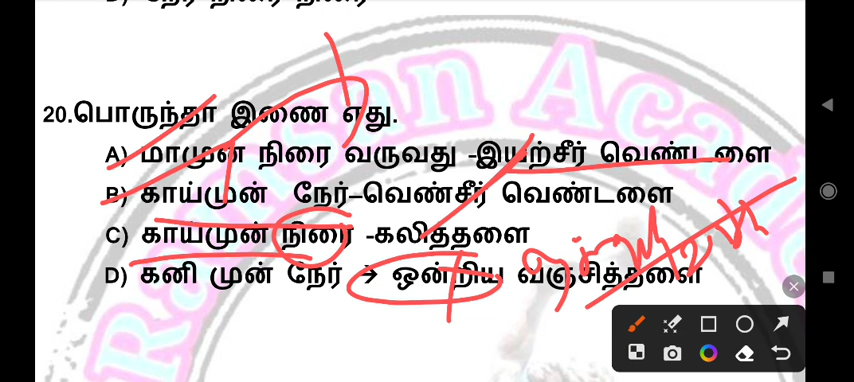 20.பொருந்தா இணை எது.
A) மாமுன் நிரை வருவது -இயற்சீர் வெண்டளை
B) காய்முன் நேர்–வெண்சீர் வெண்டளை
C) காய்முன் நிரை -கலித்தளை
D) கனி முன் நேர் → ஒன்றிய வஞ்சித்தளை